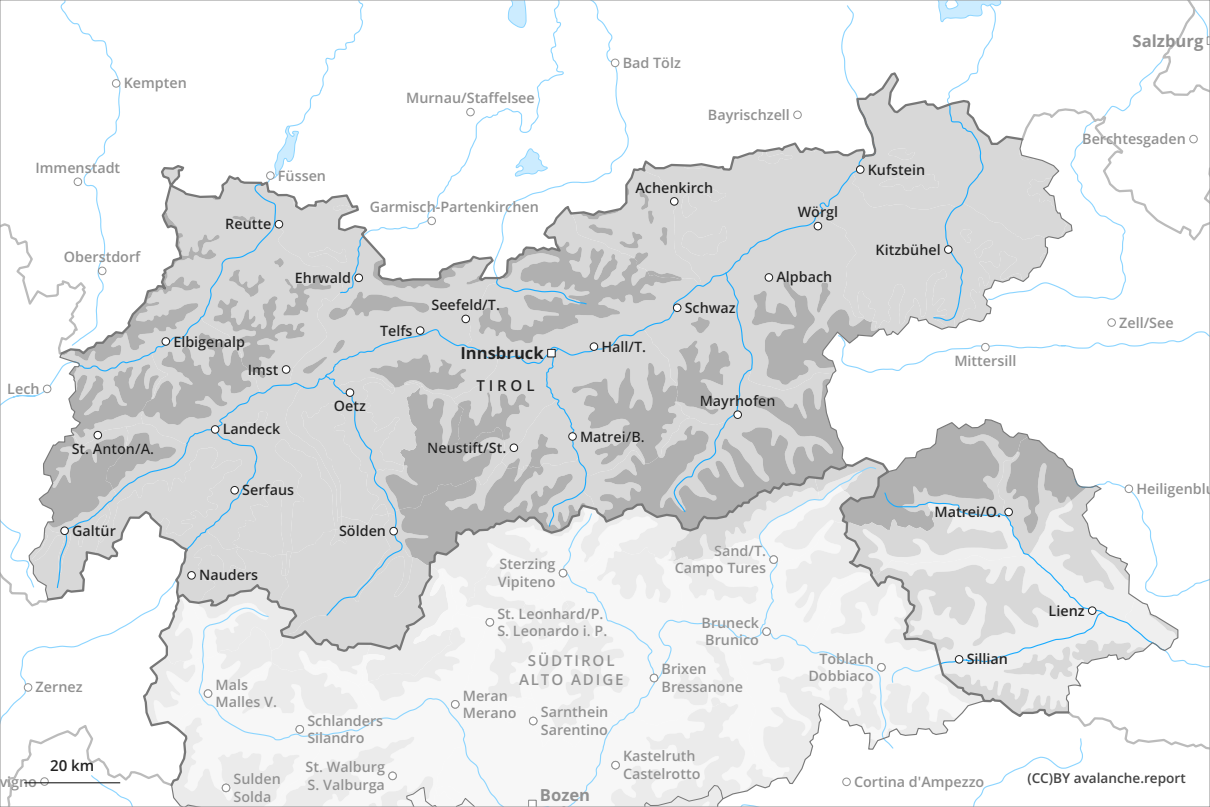 Salzburg
Bad Tölz
Kempten
Murnau/Staffelsee
Bayrischzell
Berchtesgaden
Immenstadt
Füssen
Kufstein
Achenkirch
Garmisch-Partenkirchen
Wörgl
Reutte
Kitzbühel
Oberstdorf
Ehrwald
Alpbach
Seefeld/T.
Schwaz
Zell/See
Telfs
Elbigenalp
Innsbruck
Hall/T.
Mittersill
Imst
TIROL
Lech
Oetz
Mayrhofen
Landeck
Matrei/B.
St. Anton/A.
Neustift/St.
Serfaus
Heiligenblu
Matrei/O.
Galtür
Sölden
Sand/T.
Campo Tures
Sterzing
Vipiteno
Nauders
Lienz
St. Leonhard/P.
S. Leonardo i. P.
Bruneck
Brunico
SÜDTIROL
ALTO ADIGE
Toblach
Dobbiaco
Sillian
Brixen
Bressanone
Zernez
Mals
Malles V.
Meran
Merano
Sarnthein
Sarentino
Schlanders
Silandro
Kastelruth
Castelrotto
St. Walburg
S. Valburga
20 km
vigno
Sulden
Solda
Cortina d'Ampezzo
(CC)BY avalanche.report
Bozen